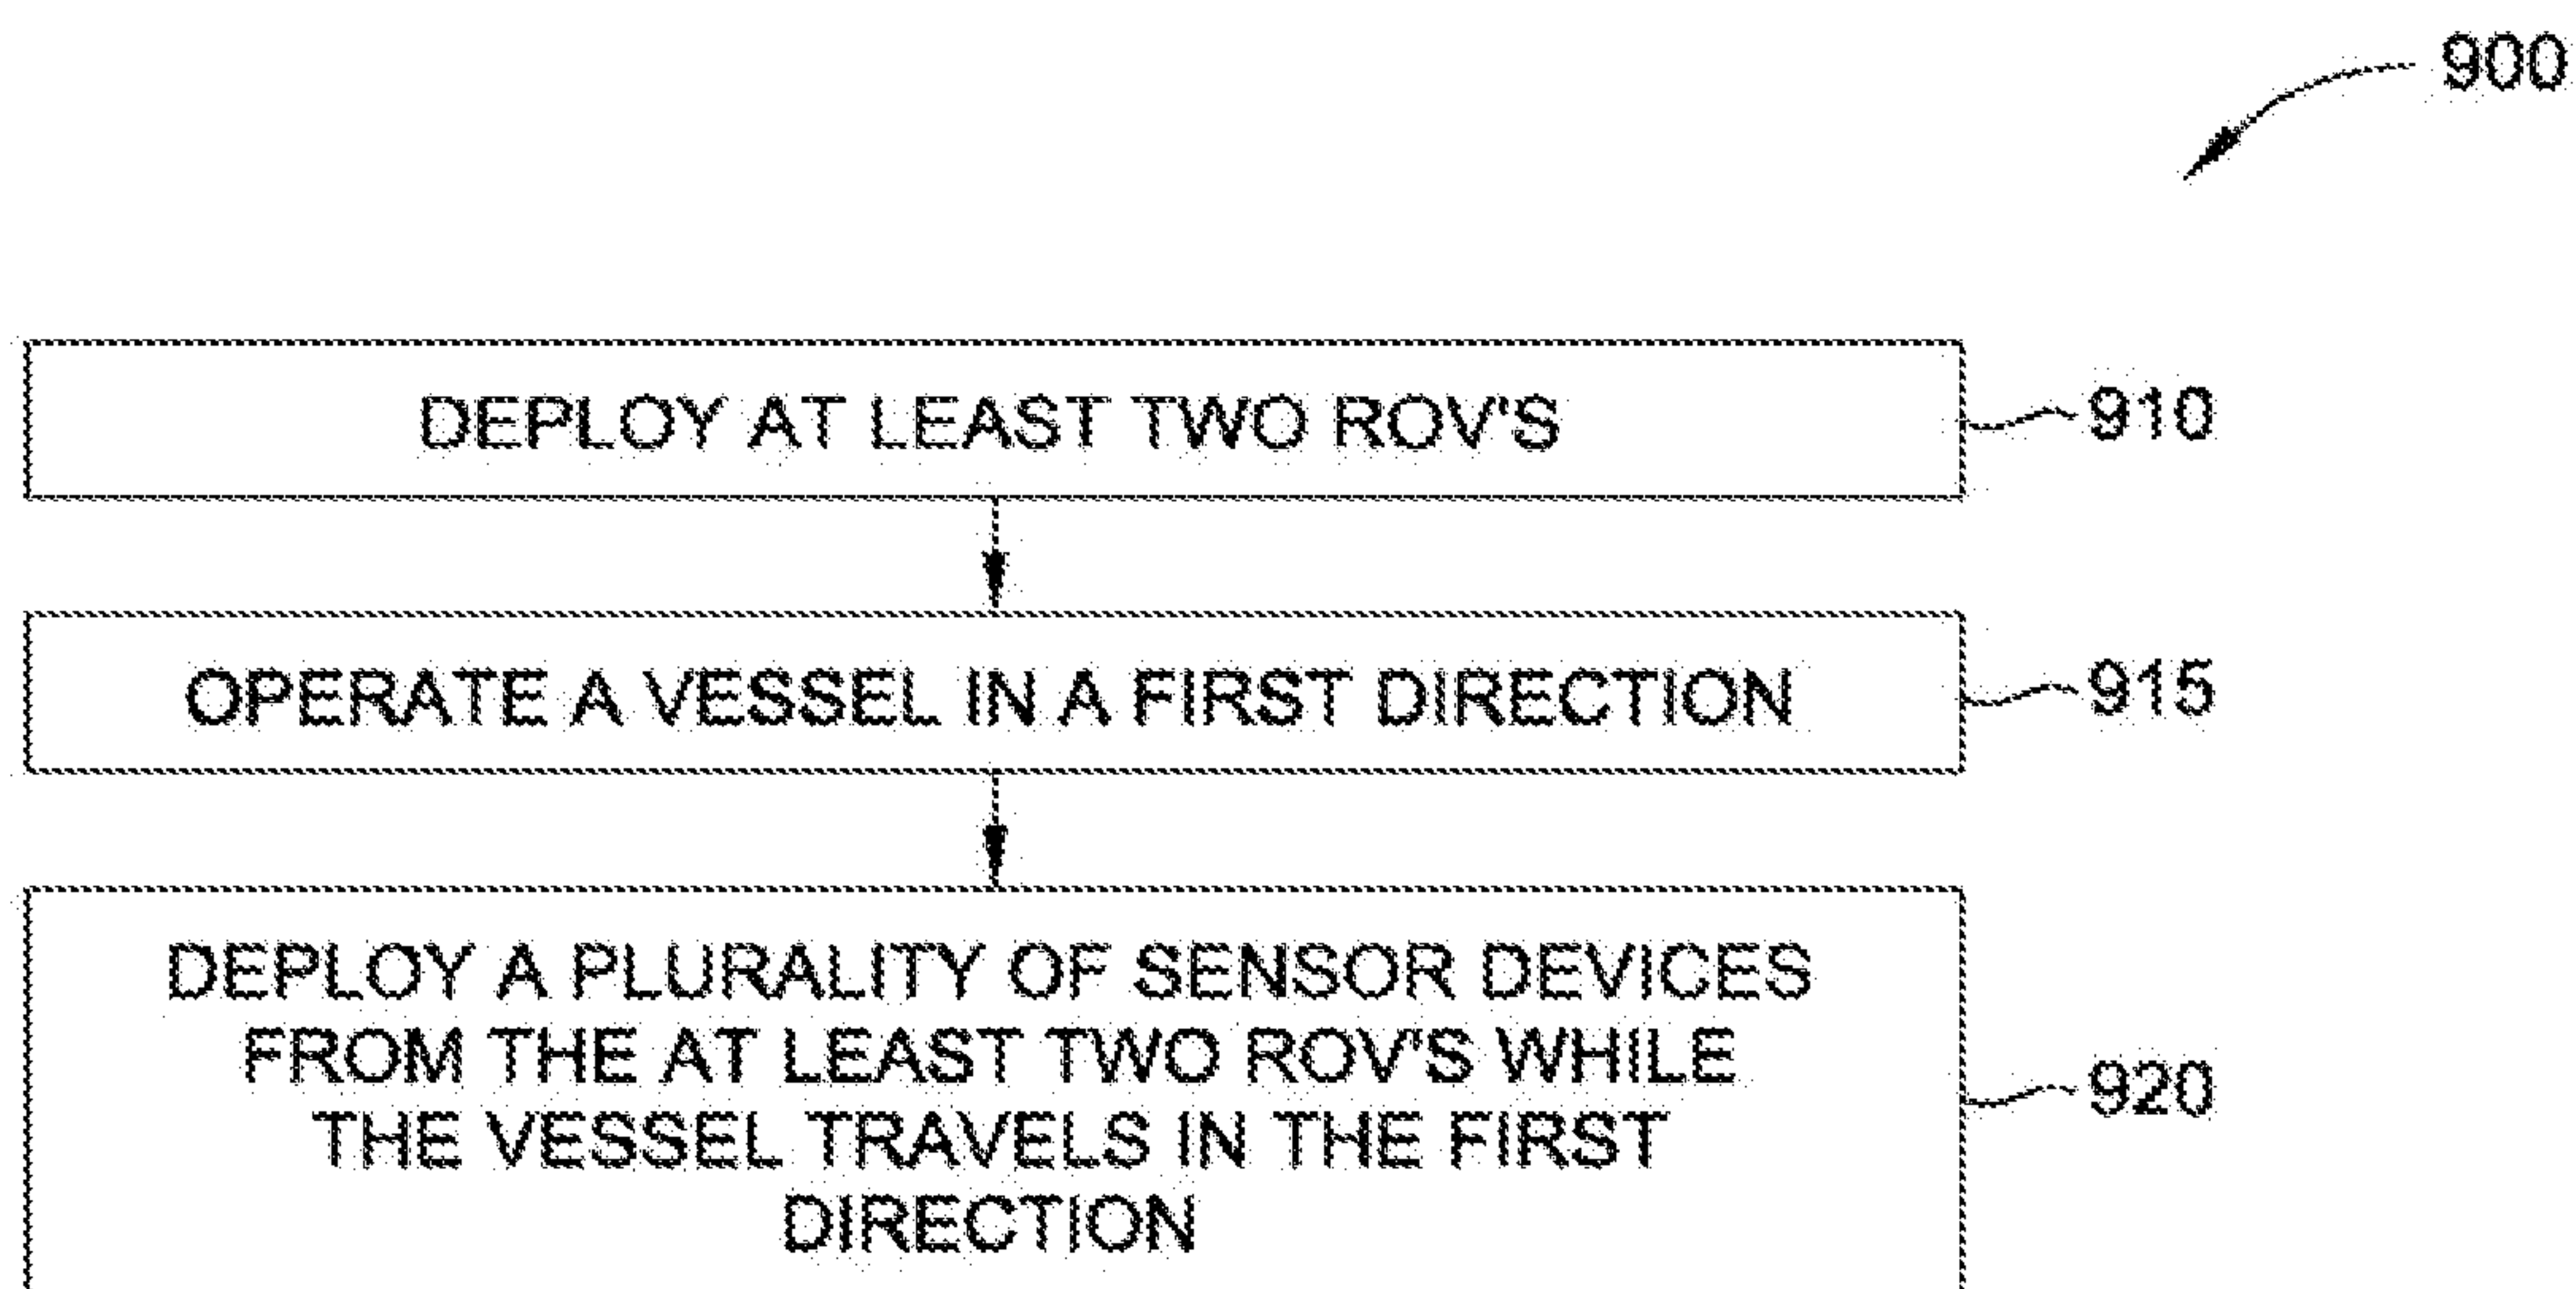 900
DEPLOY AT LEAST TWO ROV'S
910
OPERATE A VESSEL IN A FIRST DIRECTION
915
DEPLOY A PLURALITY OF SENSOR DEVICES
FROM THE AT LEAST TWO ROV'S WHILE
THE VESSEL TRAVELS IN THE FIRST
DIRECTION
920